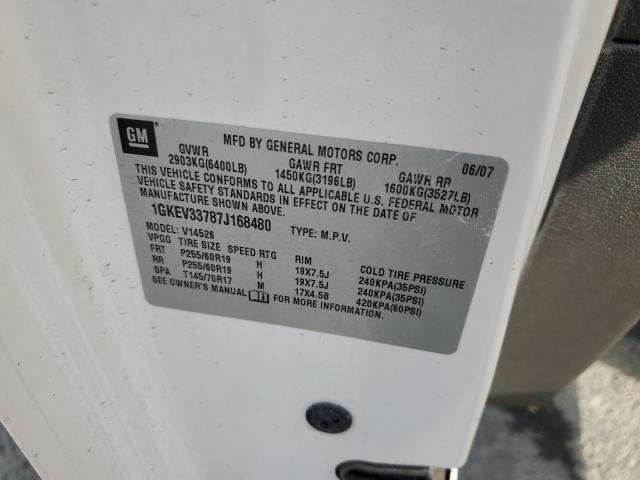 GM
MFD BY GENERAL MOTORS CORP. 06/07
GVWR GAWR FRT GAWR RR
2903KG(6400LB) 1450KG(3196LB) 1600KG(3527LB)
THIS VEHICLE CONFORMS TO ALL APPLICABLE U.S. FEDERAL MOTOR
VEHICLE SAFETY STANDARDS IN EFFECT ON THE DATE OF
MANUFACTURE SHOWN ABOVE.
1GKEV33787J168480 TYPE: M.P.V.
MODEL: V14526
VPGG TIRE SIZE SPEED RTG RIM COLD TIRE PRESSURE
FRT P255/60R19 H 19X7.5J 240KPA(35PSI)
RR P255/60R19 H 19X7.5J 240KPA(35PSI)
SPA T145/70R17 M 17X4.5B 420KPA(60PSI)
SEE OWNER'S MANUAL FOR MORE INFORMATION.